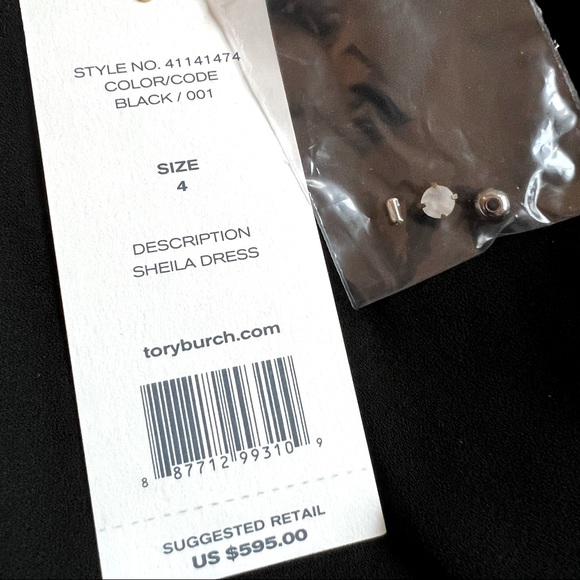 STYLE NO. 41141474
COLOR/CODE
BLACK / 001
SIZE
4
DESCRIPTION
SHEILA DRESS
toryburch.com
8 87712 99310 9
SUGGESTED RETAIL
US $595.00